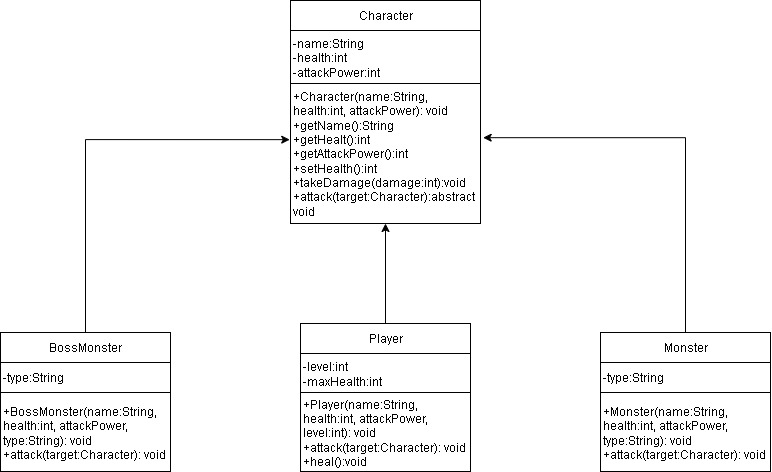 Character
-name:String
-health:int
-attackPower:int
+Character(name:String,
health:int, attackPower): void
+getName():String
+getHealt():int
+getAttackPower():int
+setHealth():int
+takeDamage(damage:int):void
+attack(target:Character):abstract
void
BossMonster
-type:String
+BossMonster(name:String,
health:int, attackPower,
type:String): void
+attack(target:Character): void
Player
-level:int
-maxHealth:int
+Player(name:String,
health:int, attackPower,
level:int): void
+attack(target:Character): void
+heal():void
Monster
-type:String
+Monster(name:String,
health:int, attackPower,
type:String): void
+attack(target:Character): void